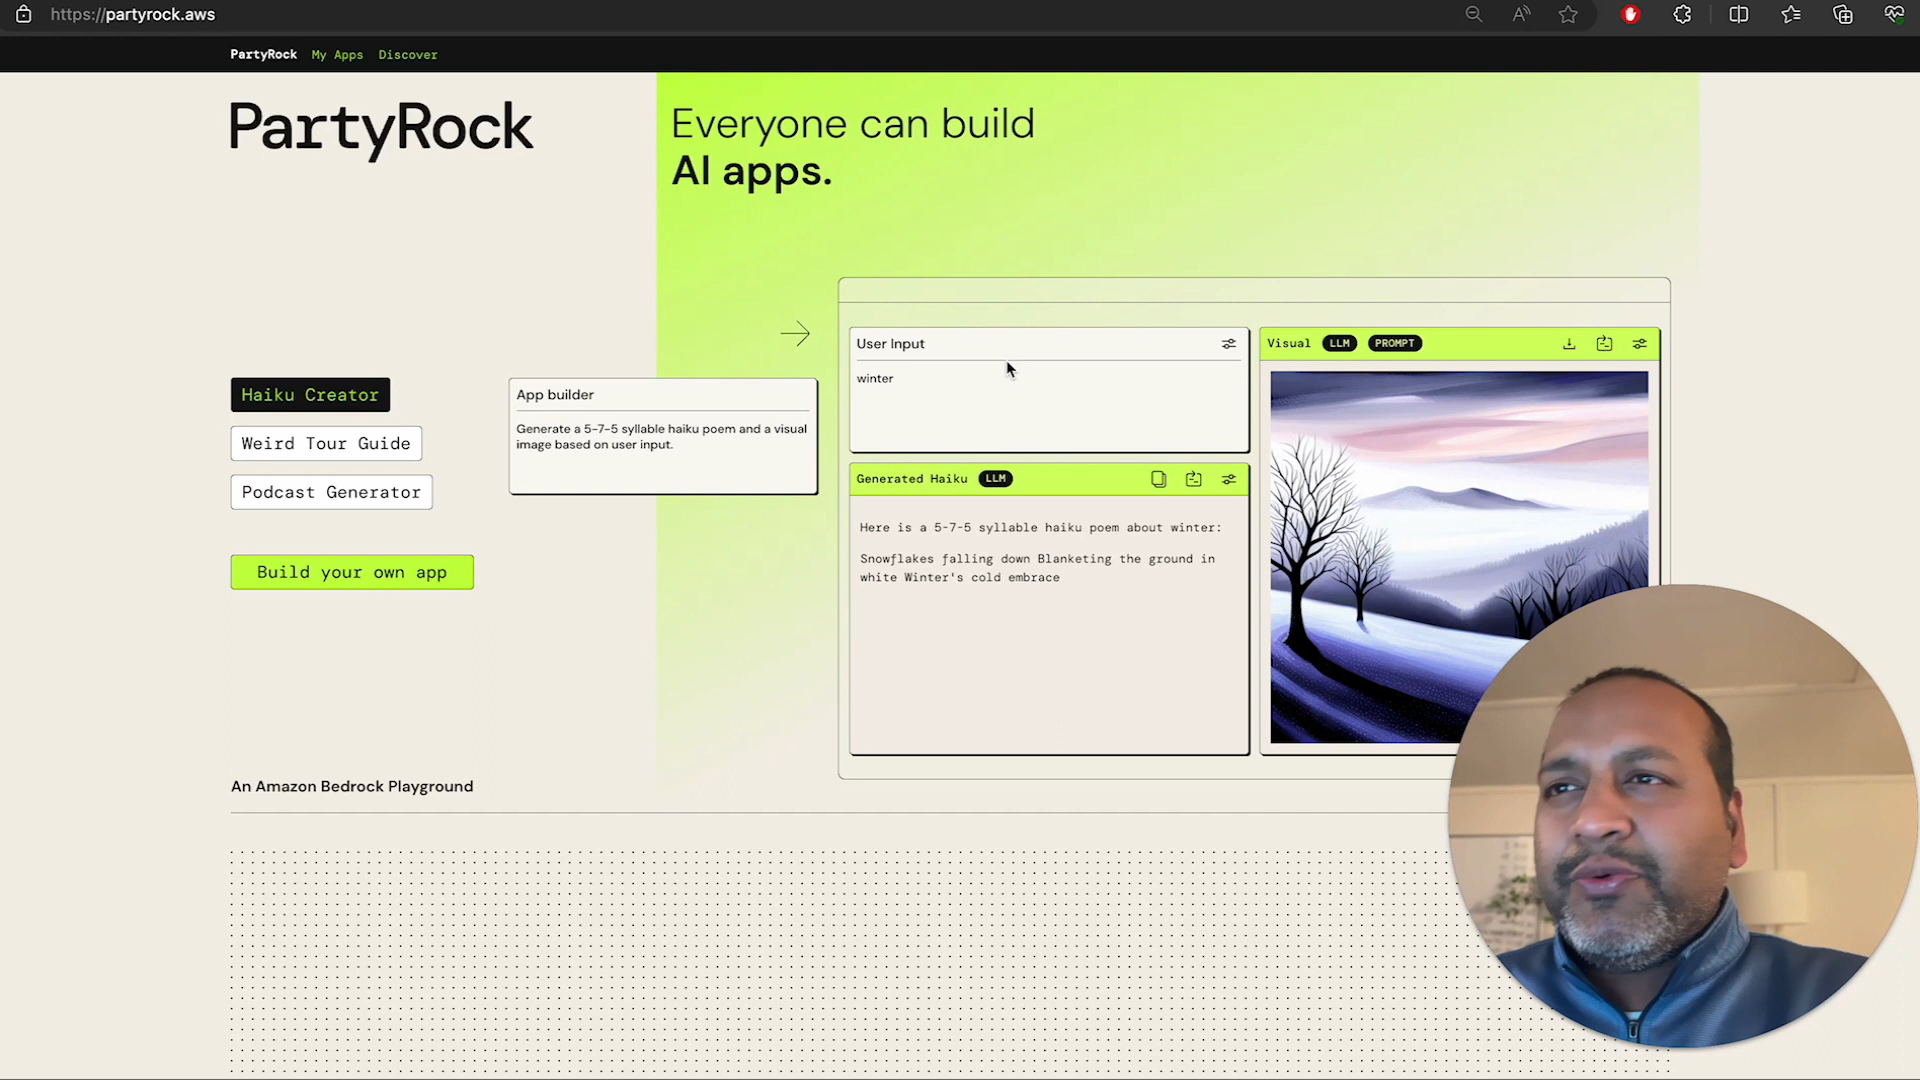 https://partyrock.aws
PartyRock My Apps Discover
PartyRock
Everyone can build
AI apps.
Haiku Creator
Weird Tour Guide
Podcast Generator
Build your own app
An Amazon Bedrock Playground
App builder
Generate a 5-7-5 syllable haiku poem and a visual
image based on user input.
User Input
winter
Generated Haiku LLM
Here is a 5-7-5 syllable haiku poem about winter:
Snowflakes falling down Blanketing the ground in
white Winter's cold embrace
Visual LLM PROMPT